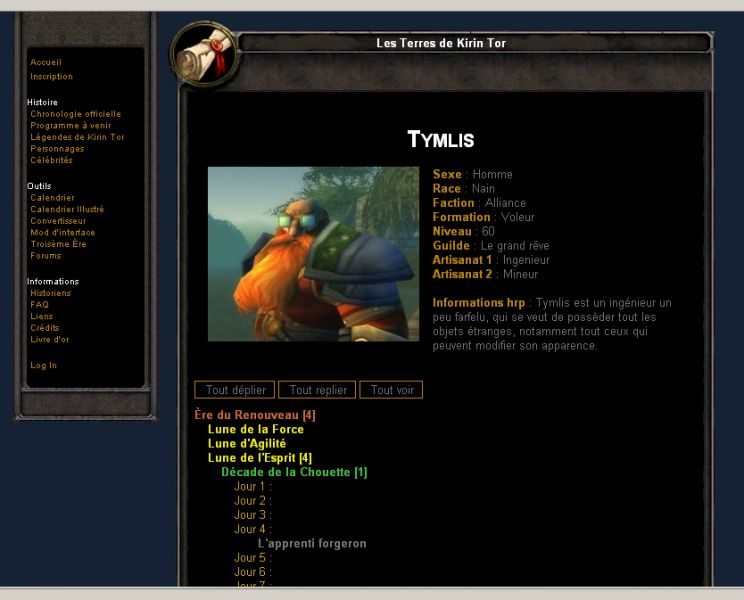 Accueil
Inscription
Histoire
Chronologie officielle
Programme à venir
Légendes de Kirin Tor
Personnages
Célébrités
Outils
Calendrier
Calendrier Illustré
Convertisseur
Mod d'interface
Troisème Ère
Forums
Informations
Historiens
FAQ
Liens
Crédits
Livre d'or
Log In
Les Terres de Kirin Tor
TYMLIS
Sexe : Homme
Race : Nain
Faction : Alliance
Formation : Voleur
Niveau : 60
Guilde : Le grand rêve
Artisanat 1 : Ingenieur
Artisanat 2 : Mineur
Informations hrp : Tymlis est un ingénieur un
peu farfelu, qui se veut de possèder tout les
objets étranges, notamment tout ceux qui
peuvent modifier son apparence.
Tout déplier Tout replier Tout voir
Ère du Renouveau [4]
Lune de la Force
Lune d'Agilité
Lune de l'Esprit [4]
Décade de la Chouette [1]
Jour 1 :
Jour 2 :
Jour 3 :
Jour 4 :
L'apprenti forgeron
Jour 5 :
Jour 6 :
Jour 7 :